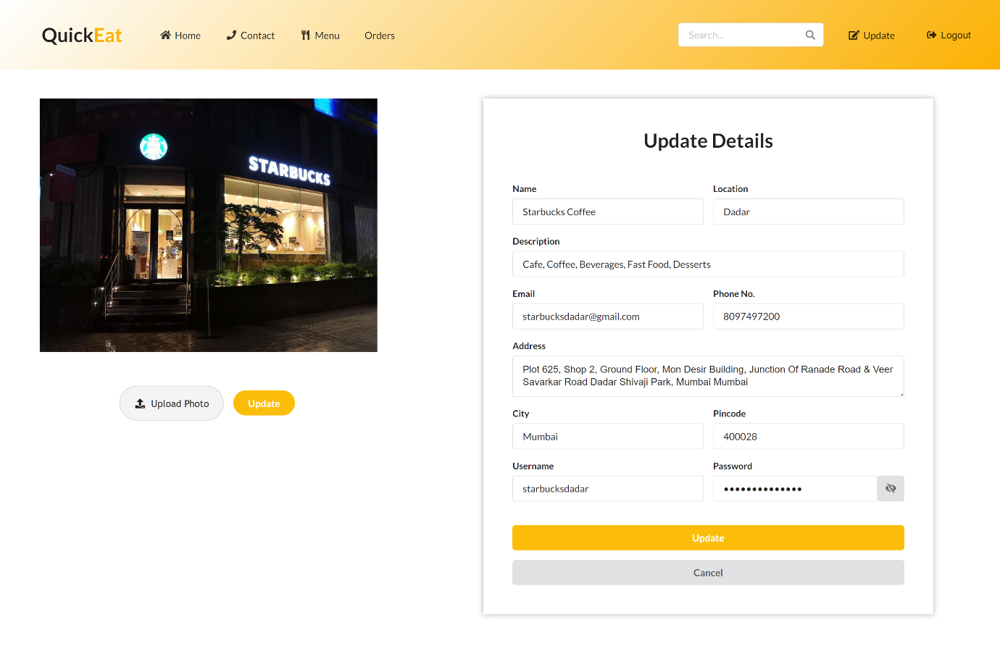 QuickEat
Home
Contact
Menu
Orders
Search...
Update
Logout
STARBUCKS
Upload Photo
Update
Update Details
Name
Location
Starbucks Coffee
Dadar
Description
Cafe, Coffee, Beverages, Fast Food, Desserts
Email
Phone No.
starbucksdadar@gmail.com
8097497200
Address
Plot 625, Shop 2, Ground Floor, Mon Desir Building, Junction Of Ranade Road & Veer
Savarkar Road Dadar Shivaji Park, Mumbai Mumbai
City
Pincode
Mumbai
400028
Username
Password
starbucksdadar
••••••••••••••
Update
Cancel